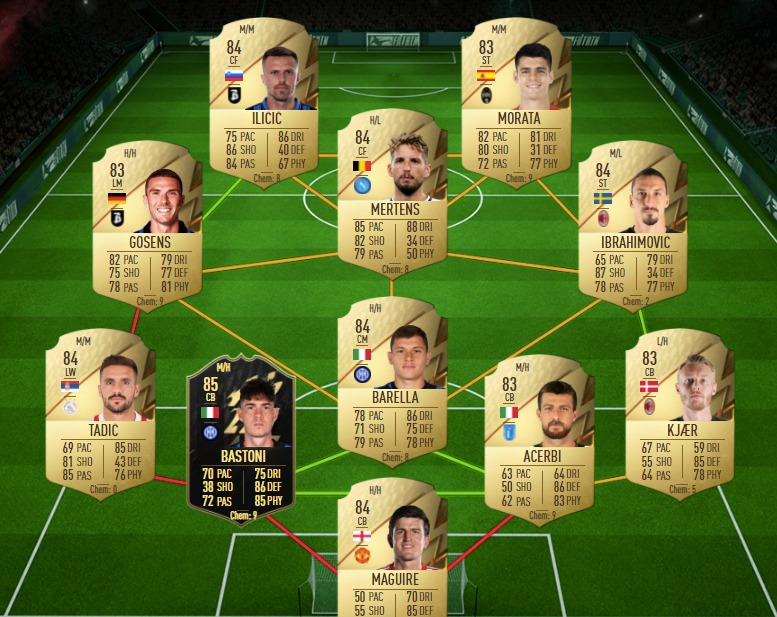 M/M
84
CF
ILICIC
75 PAC 86 DRI
86 SHO 40 DEF
84 PAS 67 PHY
Chem: 8
M/M
83
ST
MORATA
82 PAC 81 DRI
80 SHO 31 DEF
72 PAS 77 PHY
Chem: 9
H/L
84
CF
MERTENS
85 PAC 88 DRI
82 SHO 34 DEF
79 PAS 50 PHY
Chem: 8
H/H
83
LM
GOSENS
82 PAC 79 DRI
75 SHO 77 DEF
78 PAS 81 PHY
Chem: 9
M/L
84
ST
IBRAHIMOVIC
65 PAC 79 DRI
87 SHO 34 DEF
78 PAS 77 PHY
Chem: 2
H/H
84
CM
BARELLA
78 PAC 86 DRI
71 SHO 75 DEF
79 PAS 78 PHY
Chem: 8
M/M
84
LW
TADIC
69 PAC 85 DRI
81 SHO 43 DEF
85 PAS 76 PHY
Chem: 0
M/H
85
CB
BASTONI
70 PAC 75 DRI
38 SHO 86 DEF
72 PAS 85 PHY
Chem: 9
H/H
83
CB
ACERBI
63 PAC 64 DRI
50 SHO 86 DEF
62 PAS 83 PHY
Chem: 9
L/H
83
CB
KJÆR
67 PAC 59 DRI
55 SHO 85 DEF
64 PAS 78 PHY
Chem: 5
H/H
84
CB
MAGUIRE
50 PAC 70 DRI
55 SHO 85 DEF